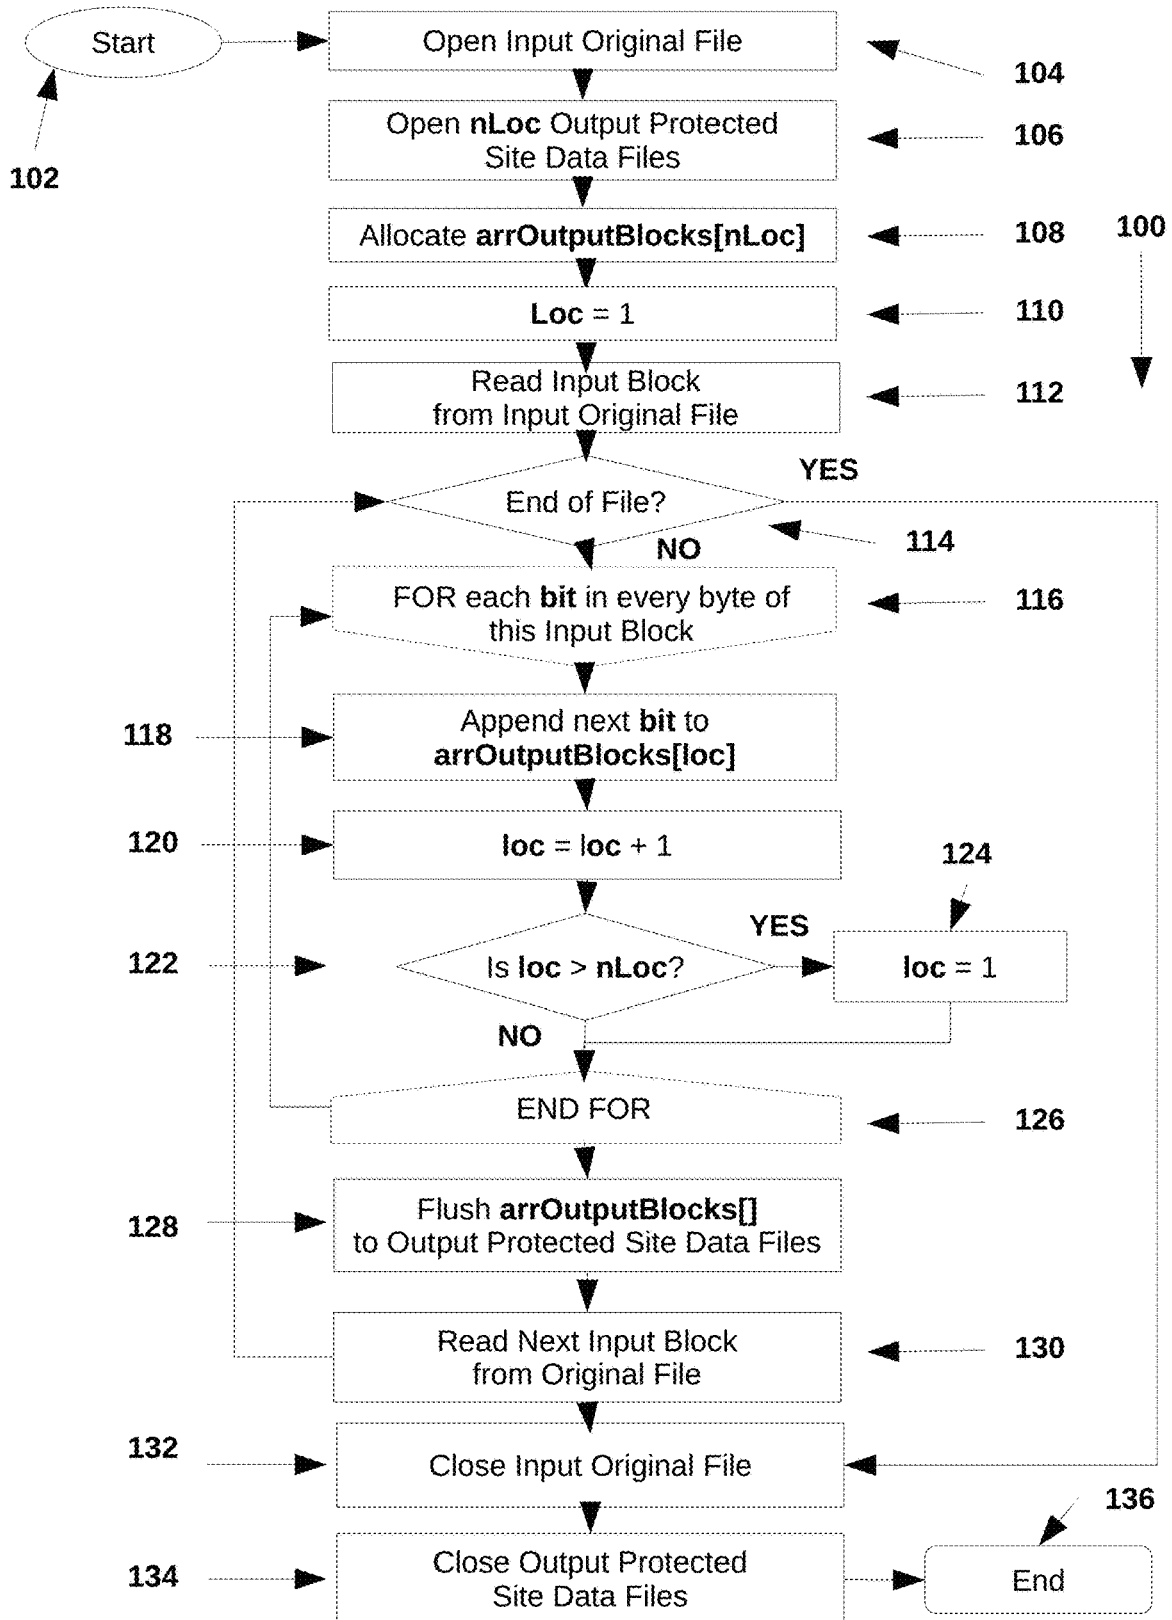 Start
Open Input Original File
104
Open nLoc Output Protected
Site Data Files
106
102
Allocate arrOutputBlocks[nLoc]
108
100
Loc = 1
110
Read Input Block
from Input Original File
112
End of File?
YES
114
NO
FOR each bit in every byte of
this Input Block
116
118
Append next bit to
arrOutputBlocks[loc]
120
loc = loc + 1
124
122
Is loc > nLoc?
YES
loc = 1
NO
END FOR
126
128
Flush arrOutputBlocks[]
to Output Protected Site Data Files
Read Next Input Block
from Original File
130
132
Close Input Original File
136
134
Close Output Protected
Site Data Files
End